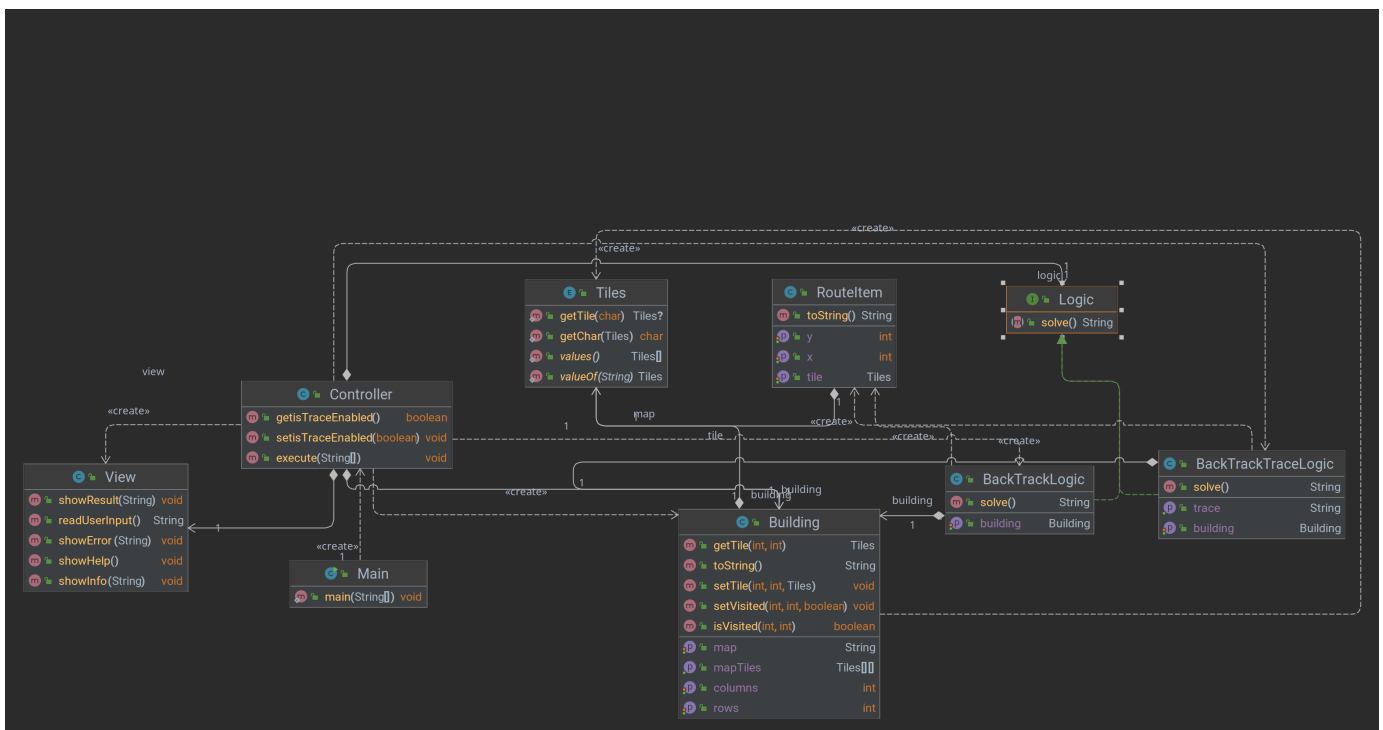 «create»
«create»
1
logic 1
Tiles
getTile(char) Tiles?
getChar(Tiles) char
values() Tiles[]
valueOf(String) Tiles
RouteItem
toString() String
y int
x int
tile Tiles
Logic
solve() String
view
Controller
getisTraceEnabled() boolean
setisTraceEnabled(boolean) void
execute(String[]) void
«create»
1
map
1
tile
1
«create»
«create»
«create»
View
showResult(String) void
readUserInput() String
showError(String) void
showHelp() void
showInfo(String) void
1
«create»
1
Main
main(String[]) void
«create»
1
1
building
1
building
building
1
BackTrackLogic
solve() String
building Building
BackTrackTraceLogic
solve() String
trace String
building Building
Building
getTile(int, int) Tiles
toString() String
setTile(int, int, Tiles) void
setVisited(int, int, boolean) void
isVisited(int, int) boolean
map String
mapTiles Tiles[][]
columns int
rows int